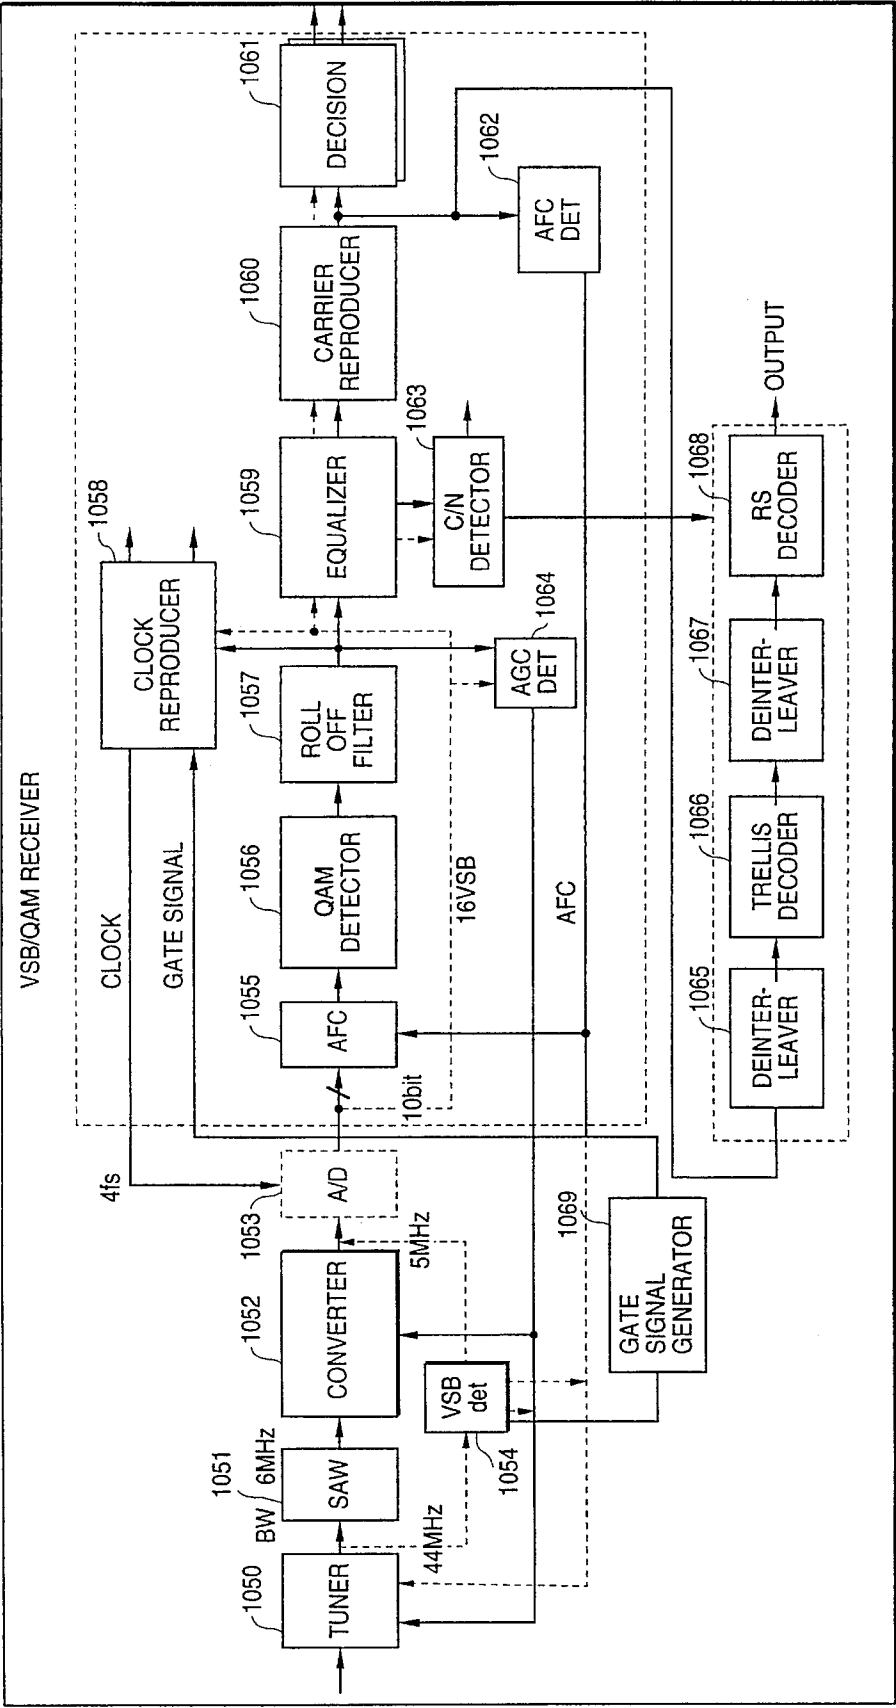 VSB/QAM RECEIVER
1050
TUNER
BW 6MHz
1051
SAW
44MHz
1052
CONVERTER
5MHz
VSB
det
1054
1053
A/D
4fs
CLOCK
GATE SIGNAL
10bit
1055
AFC
1056
QAM
DETECTOR
1057
ROLL
OFF
FILTER
1058
CLOCK
REPRODUCER
1059
EQUALIZER
1060
CARRIER
REPRODUCER
1061
DECISION
1062
AFC
DET
1063
C/N
DETECTOR
1064
AGC
DET
16VSB
AFC
1069
GATE
SIGNAL
GENERATOR
1065
DEINTER-
LEAVER
1066
TRELLIS
DECODER
1067
DEINTER-
LEAVER
1068
RS
DECODER
OUTPUT